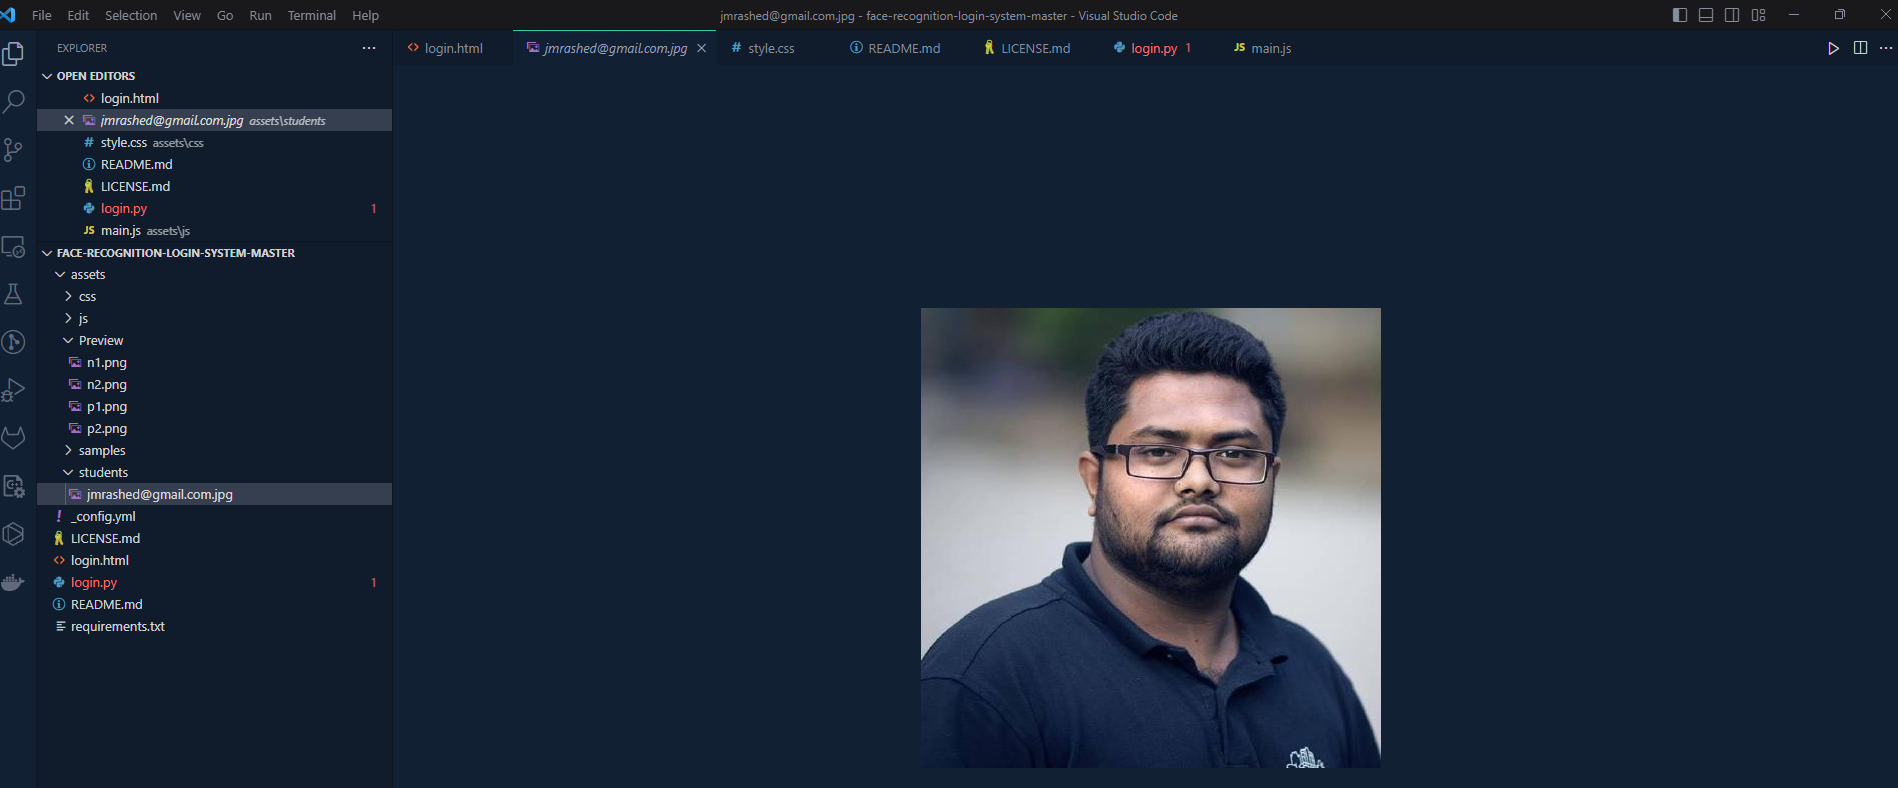 File Edit Selection View Go Run Terminal Help
jmrashed@gmail.com.jpg - face-recognition-login-system-master - Visual Studio Code
EXPLORER
OPEN EDITORS
login.html
jmrashed@gmail.com.jpg assets\students
style.css assets\css
README.md
LICENSE.md
login.py 1
JS main.js assets\js
FACE-RECOGNITION-LOGIN-SYSTEM-MASTER
assets
css
js
Preview
n1.png
n2.png
p1.png
p2.png
samples
students
jmrashed@gmail.com.jpg
_config.yml
LICENSE.md
login.html
login.py 1
README.md
requirements.txt
login.html jmrashed@gmail.com.jpg # style.css README.md LICENSE.md login.py 1 JS main.js